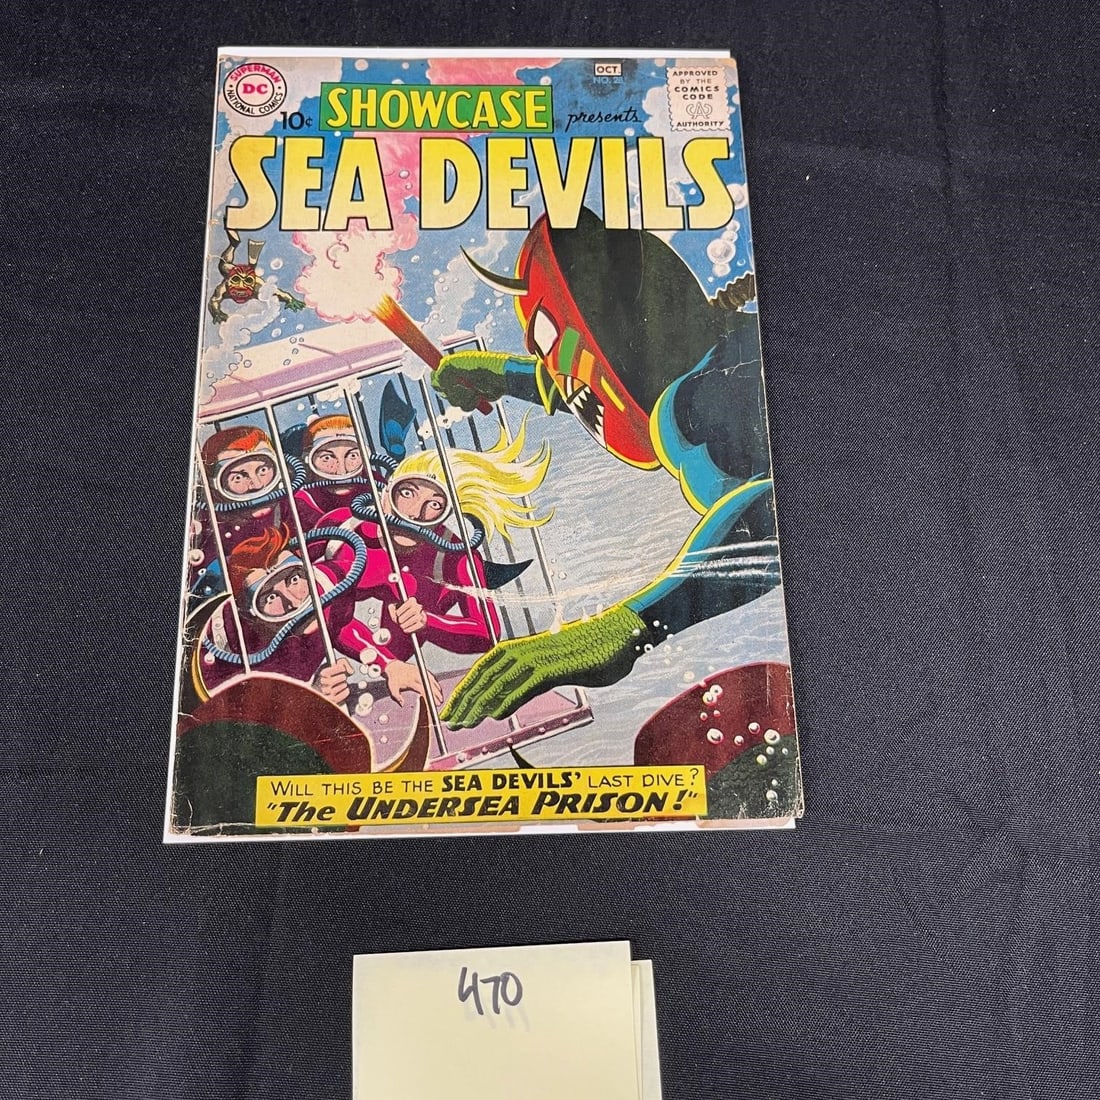 SUPERMAN
DC
NATIONAL COMICS
OCT.
NO. 28
APPROVED
BY THE
COMICS
CODE
CA
AUTHORITY
10¢
SHOWCASE
presents
SEA DEVILS
WILL THIS BE THE SEA DEVILS' LAST DIVE?
"The UNDERSEA PRISON!"
470